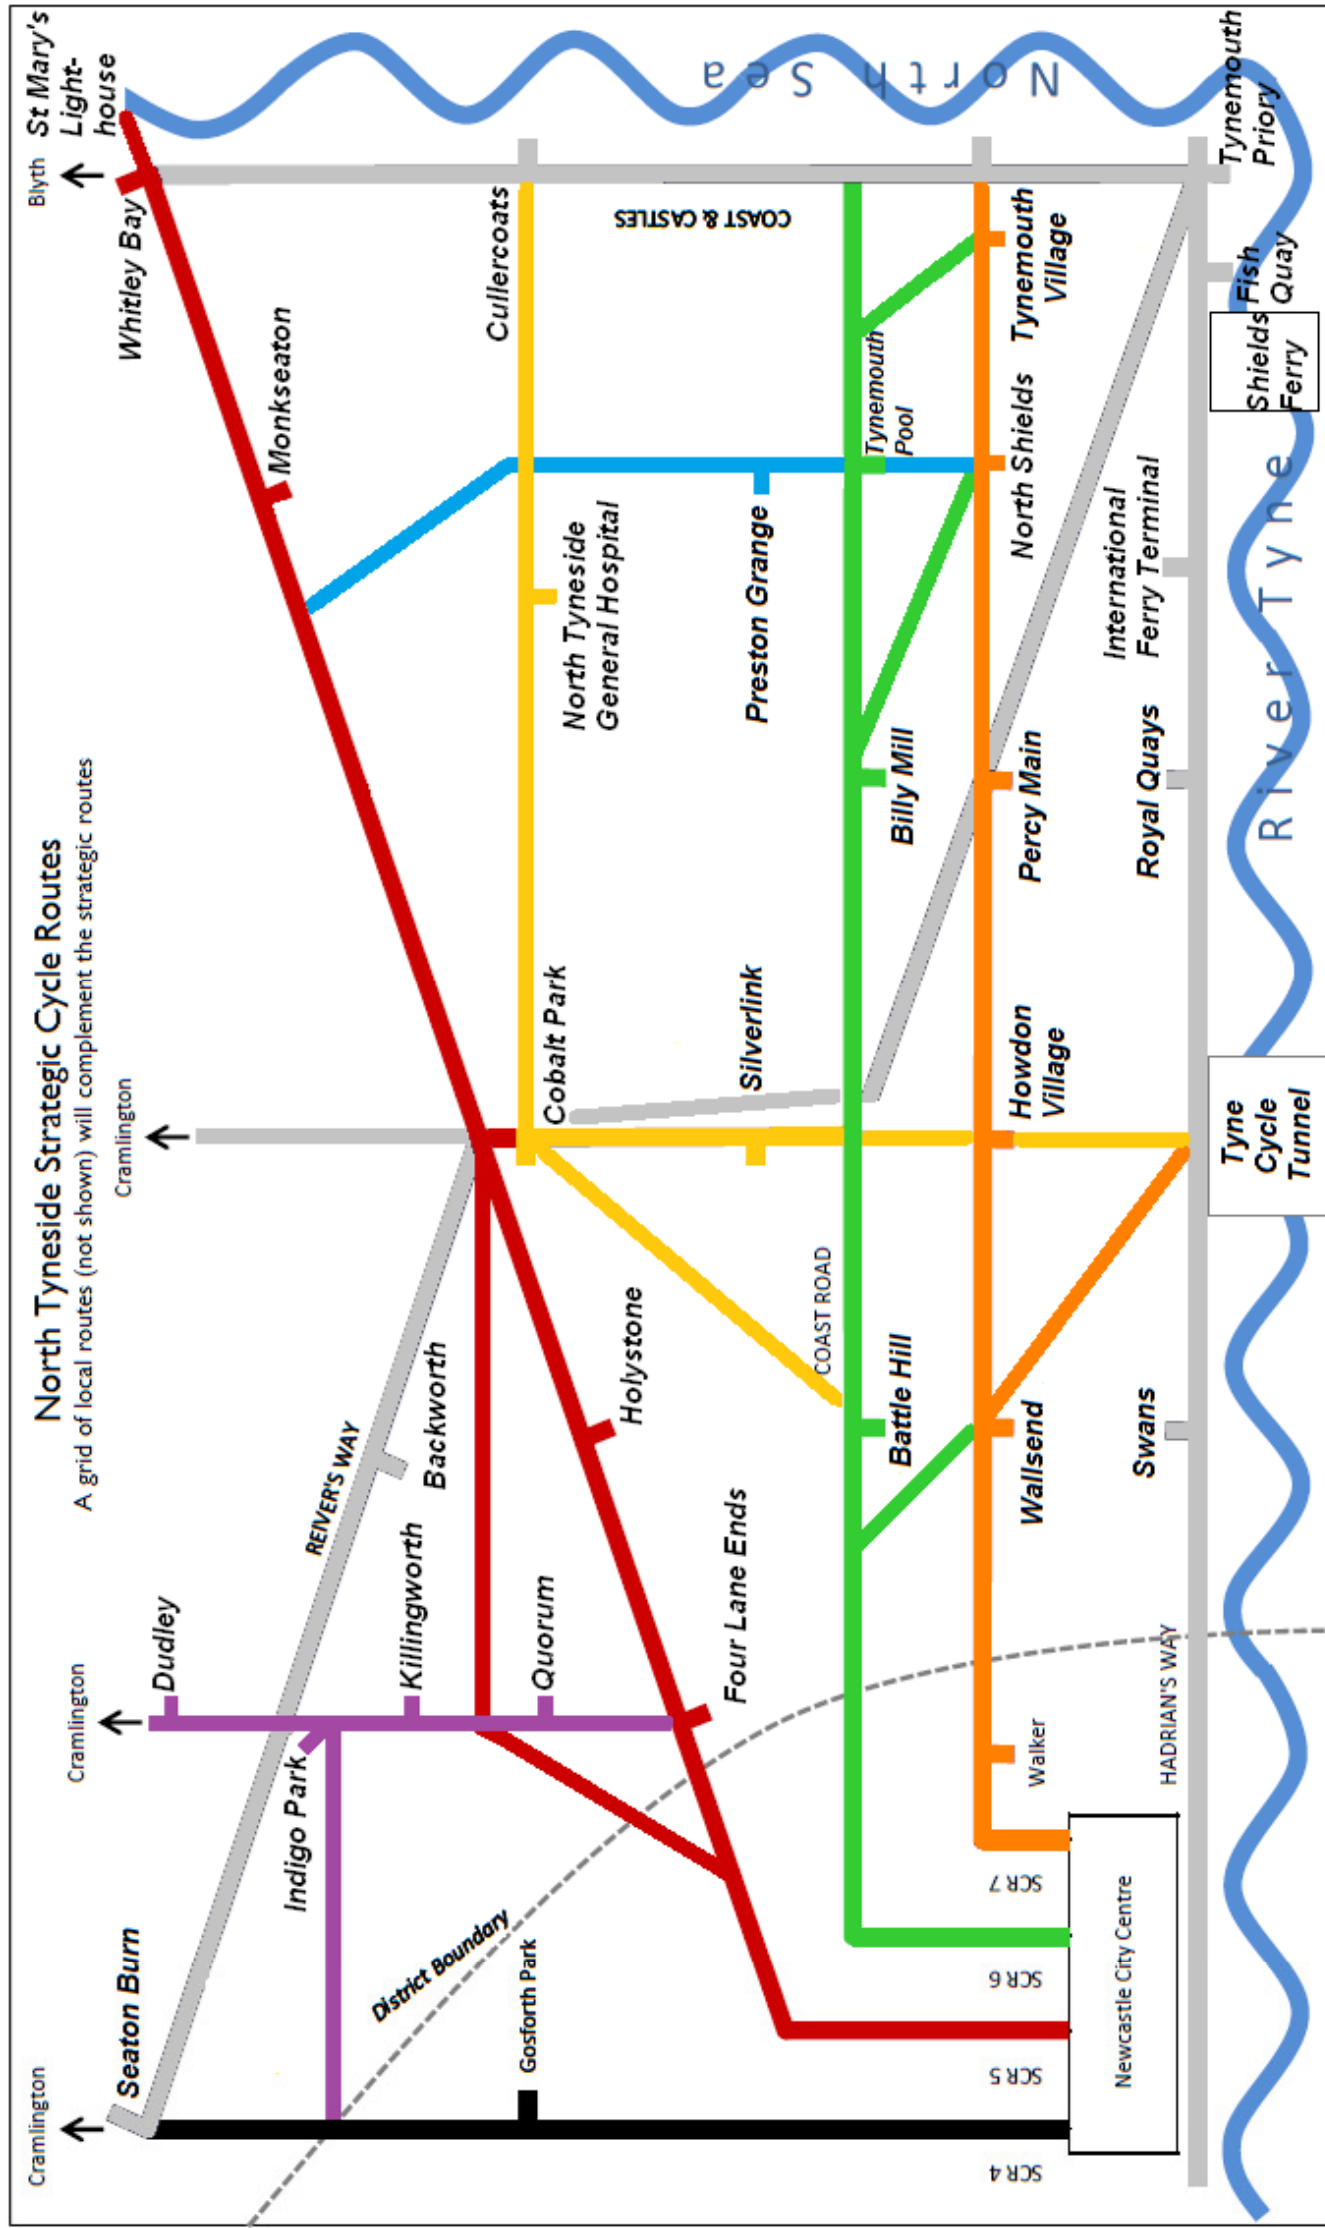 North Tyneside Strategic Cycle Routes
A grid of local routes (not shown) will complement the strategic routes
Cramlington
Cramlington
Cramlington
Blyth
St Mary's
Light-
house
Seaton Burn
Dudley
REIVER'S WAY
Whitley Bay
Indigo Park
Killingworth
Backworth
Monkseaton
District Boundary
Gosforth Park
Quorum
Cobalt Park
Cullercoats
North Tyneside
General Hospital
Holystone
COAST & CASTLES
North Sea
Four Lane Ends
Silverlink
Preston Grange
COAST ROAD
Tynemouth
Pool
Battle Hill
Billy Mill
SCR 4
SCR 5
SCR 6
SCR 7
Walker
Wallsend
Howdon
Village
Percy Main
North Shields
Tynemouth
Village
Newcastle City Centre
HADRIAN'S WAY
Swans
Royal Quays
International
Ferry Terminal
Tyne
Cycle
Tunnel
River Tyne
Shields
Ferry
Fish
Quay
Tynemouth
Priory